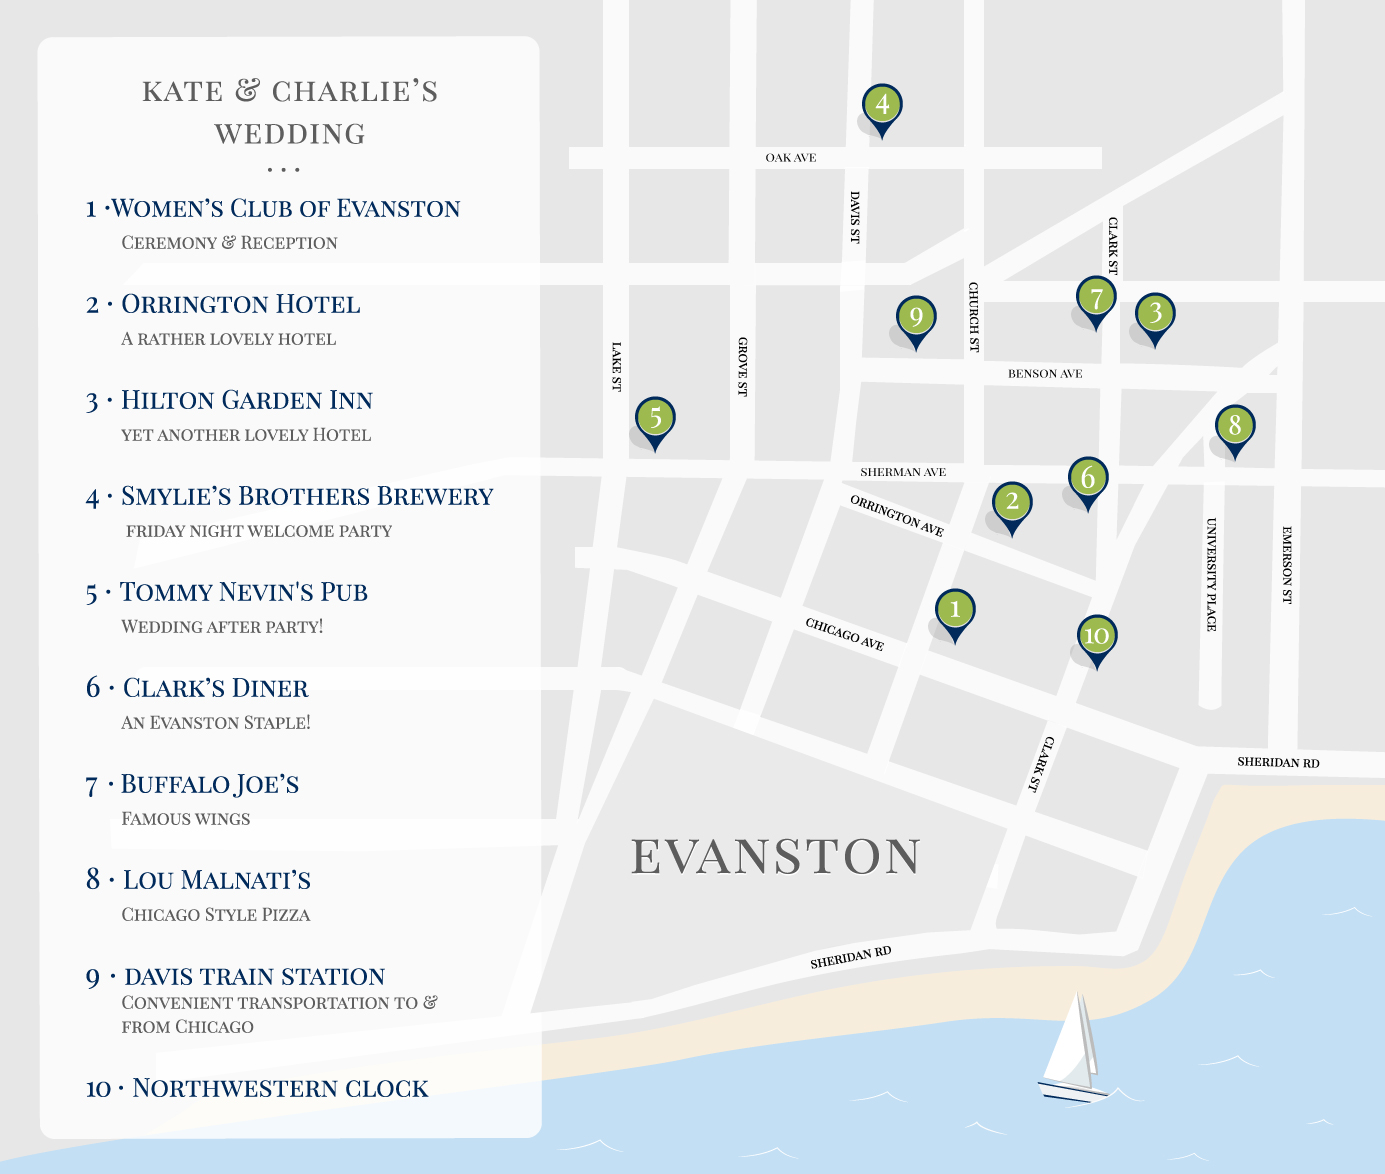 KATE & CHARLIE'S
WEDDING
...
1 · WOMEN'S CLUB OF EVANSTON
CEREMONY & RECEPTION
2 · ORRINGTON HOTEL
A RATHER LOVELY HOTEL
3 · HILTON GARDEN INN
YET ANOTHER LOVELY HOTEL
4 · SMYLIE'S BROTHERS BREWERY
FRIDAY NIGHT WELCOME PARTY
5 · TOMMY NEVIN'S PUB
WEDDING AFTER PARTY!
6 · CLARK'S DINER
AN EVANSTON STAPLE!
7 · BUFFALO JOE'S
FAMOUS WINGS
8 · LOU MALNATI'S
CHICAGO STYLE PIZZA
9 · DAVIS TRAIN STATION
CONVENIENT TRANSPORTATION TO &
FROM CHICAGO
10 · NORTHWESTERN CLOCK
4
OAK AVE
DAVIS ST
CLARK ST
7
3
9
CHURCH ST
LAKE ST
GROVE ST
BENSON AVE
5
8
SHERMAN AVE
6
2
ORRINGTON AVE
UNIVERSITY PLACE
EMERSON ST
1
10
CHICAGO AVE
CLARK ST
SHERIDAN RD
EVANSTON
SHERIDAN RD